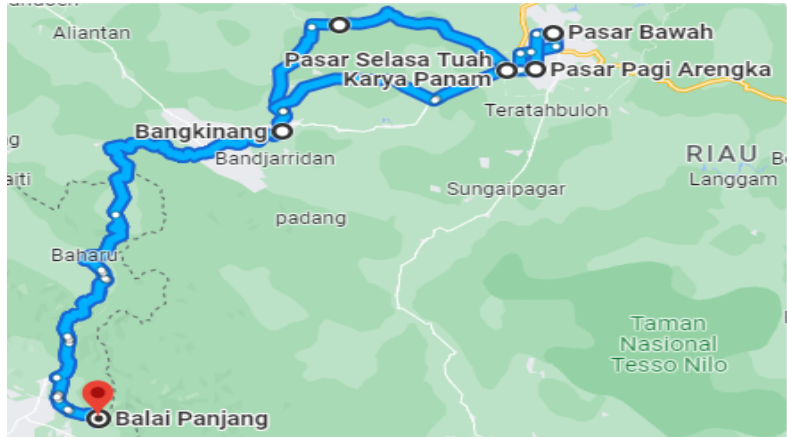 Aliantan
Pasar Bawah
Pasar Selasa Tuah
Karya Panam
Pasar Pagi Arengka
Teratahbuloh
Bangkinang
Bandjarridan
RIAU
Langgam
Sungaipagar
padang
Baharu
Taman
Nasional
Tesso Nilo
Balai Panjang